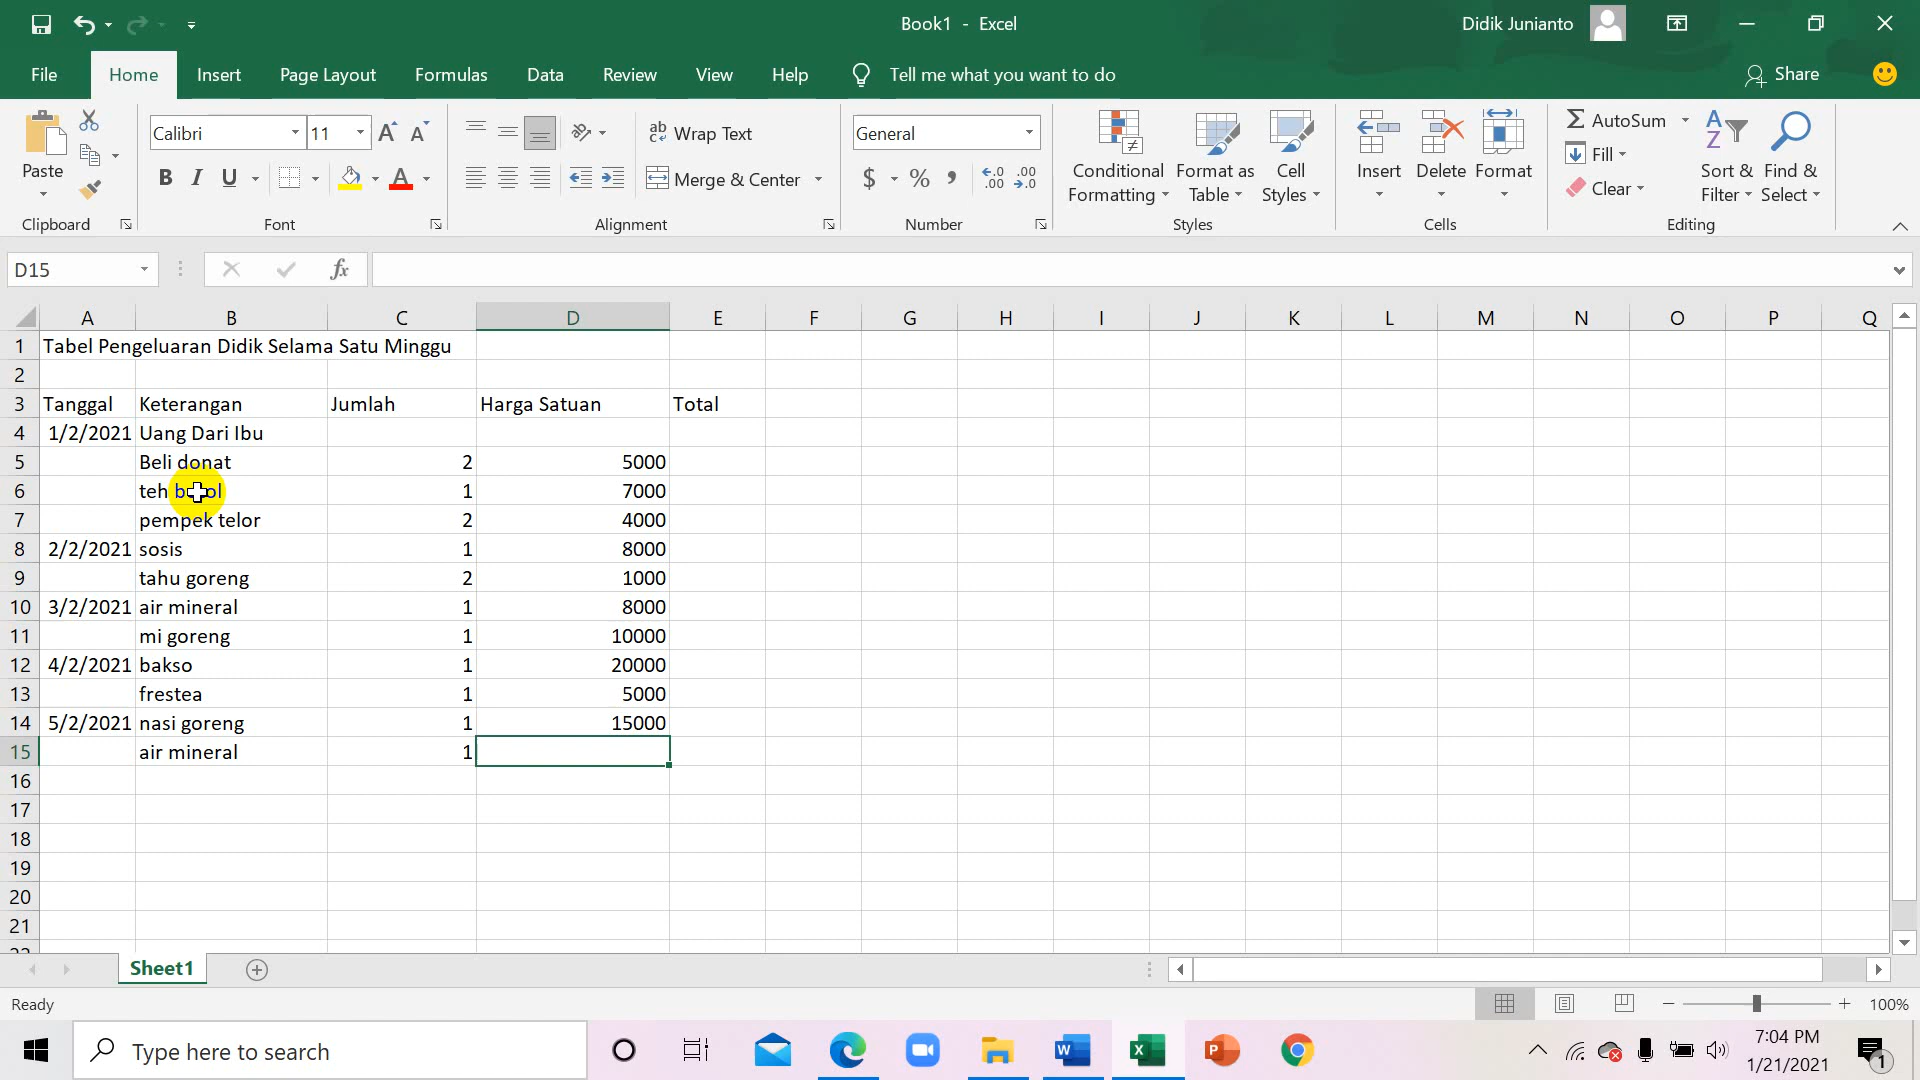 Book1 - Excel
Didik Junianto
File Home Insert Page Layout Formulas Data Review View Help Tell me what you want to do Share
Paste
Clipboard
Calibri 11
B I U A
Font
Wrap Text
Merge & Center
Alignment
General
$ % ,
Number
Conditional Formatting
Format as Table
Cell Styles
Styles
Insert Delete Format
Cells
AutoSum
Fill
Clear
Sort & Filter
Find & Select
Editing
D15 fx
A B C D E F G H I J K L M N O P Q
1 Tabel Pengeluaran Didik Selama Satu Minggu
2
3 Tanggal Keterangan Jumlah Harga Satuan Total
4 1/2/2021 Uang Dari Ibu
5 Beli donat 2 5000
6 teh 1 7000
7 pempek telor 2 4000
8 2/2/2021 sosis 1 8000
9 tahu goreng 2 1000
10 3/2/2021 air mineral 1 8000
11 mi goreng 1 10000
12 4/2/2021 bakso 1 20000
13 frestea 1 5000
14 5/2/2021 nasi goreng 1 15000
15 air mineral 1
16
17
18
19
20
21
Sheet1
Ready
100%
Type here to search
7:04 PM
1/21/2021
1